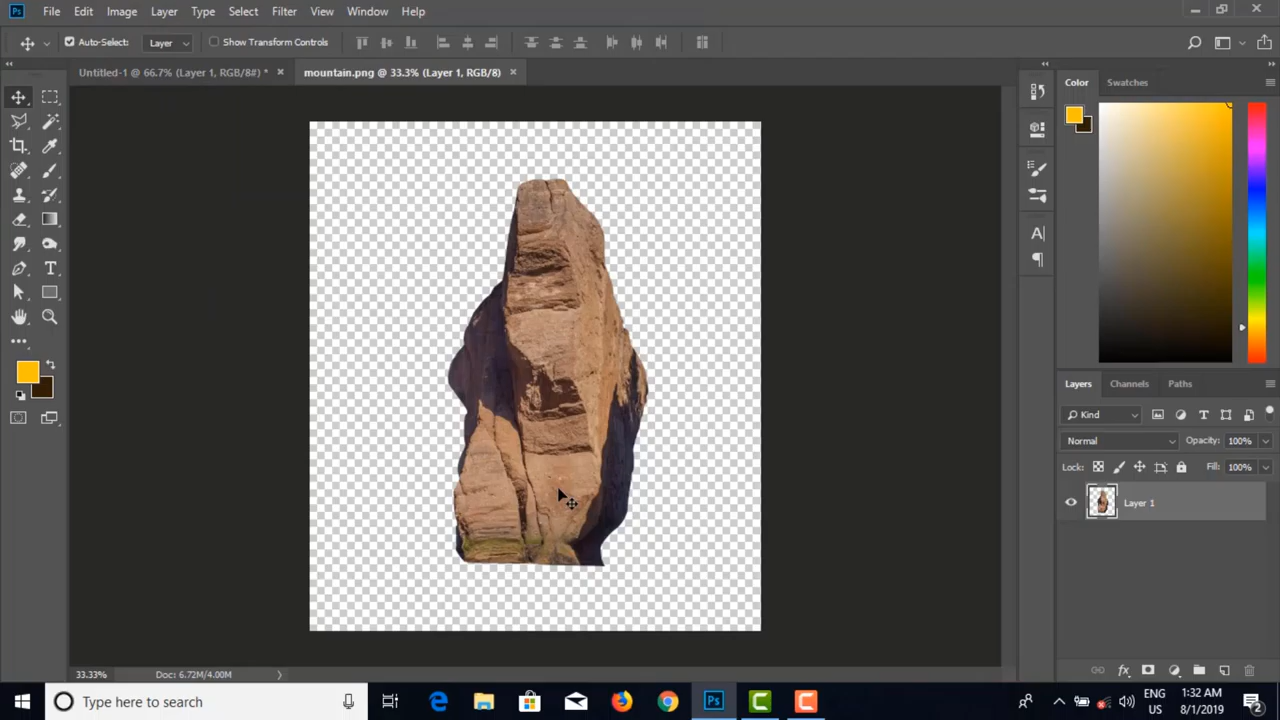 Ps File Edit Image Layer Type Select Filter View Window Help
Auto-Select: Layer Show Transform Controls
Untitled-1 @ 66.7% (Layer 1, RGB/8#) * × mountain.png @ 33.3% (Layer 1, RGB/8) ×
Color Swatches
Layers Channels Paths
Kind
Normal Opacity: 100%
Lock: Fill: 100%
Layer 1
33.33% Doc: 6.72M/4.00M
Type here to search
Ps
ENG
US
1:32 AM
8/1/2019
2